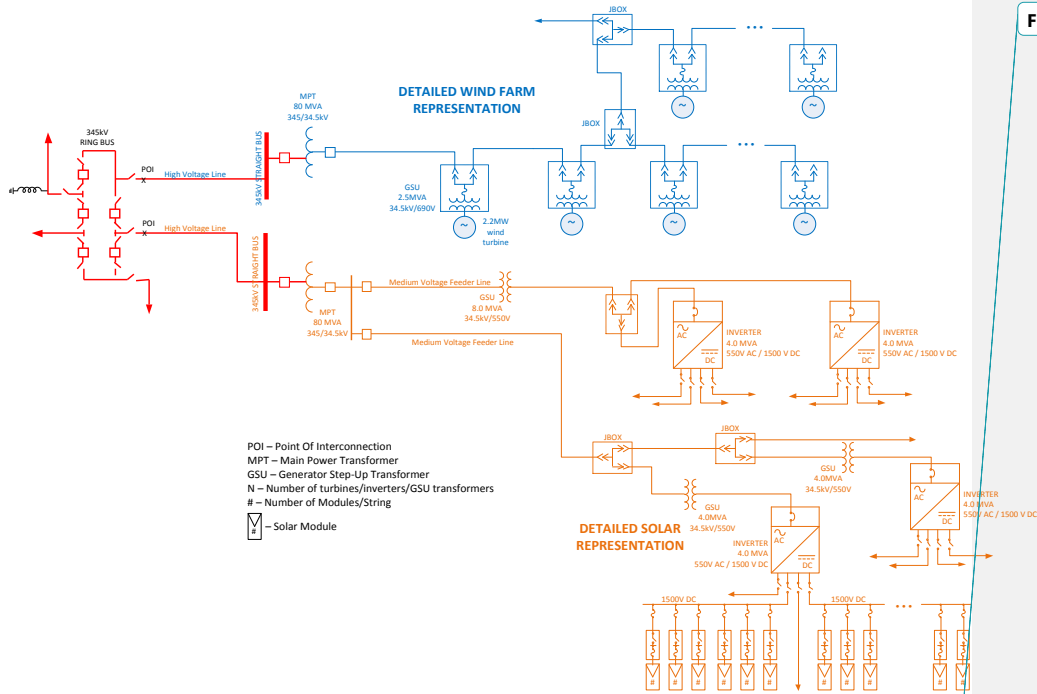 JBOX
F
DETAILED WIND FARM
REPRESENTATION
MPT
80 MVA
345/34.5kV
JBOX
345kV
RING BUS
POI
X
High Voltage Line
345kV STRAIGHT BUS
GSU
2.5MVA
34.5kV/690V
2.2MW
wind
turbine
~
~
~
~
~
~
POI
X
High Voltage Line
345kV STRAIGHT BUS
MPT
80 MVA
345/34.5kV
Medium Voltage Feeder Line
GSU
8.0 MVA
34.5kV/550V
Medium Voltage Feeder Line
AC
DC
INVERTER
4.0 MVA
550V AC / 1500 V DC
AC
DC
INVERTER
4.0 MVA
550V AC / 1500 V DC
POI – Point Of Interconnection
MPT – Main Power Transformer
GSU – Generator Step-Up Transformer
N – Number of turbines/inverters/GSU transformers
# – Number of Modules/String
# – Solar Module
JBOX
JBOX
GSU
4.0MVA
34.5kV/550V
GSU
4.0MVA
34.5kV/550V
AC
DC
INVERTER
4.0 MVA
550V AC / 1500 V DC
DETAILED SOLAR
REPRESENTATION
INVERTER
4.0 MVA
550V AC / 1500 V DC
AC
DC
1500V DC
1500V DC
# # # # # # # # # # #